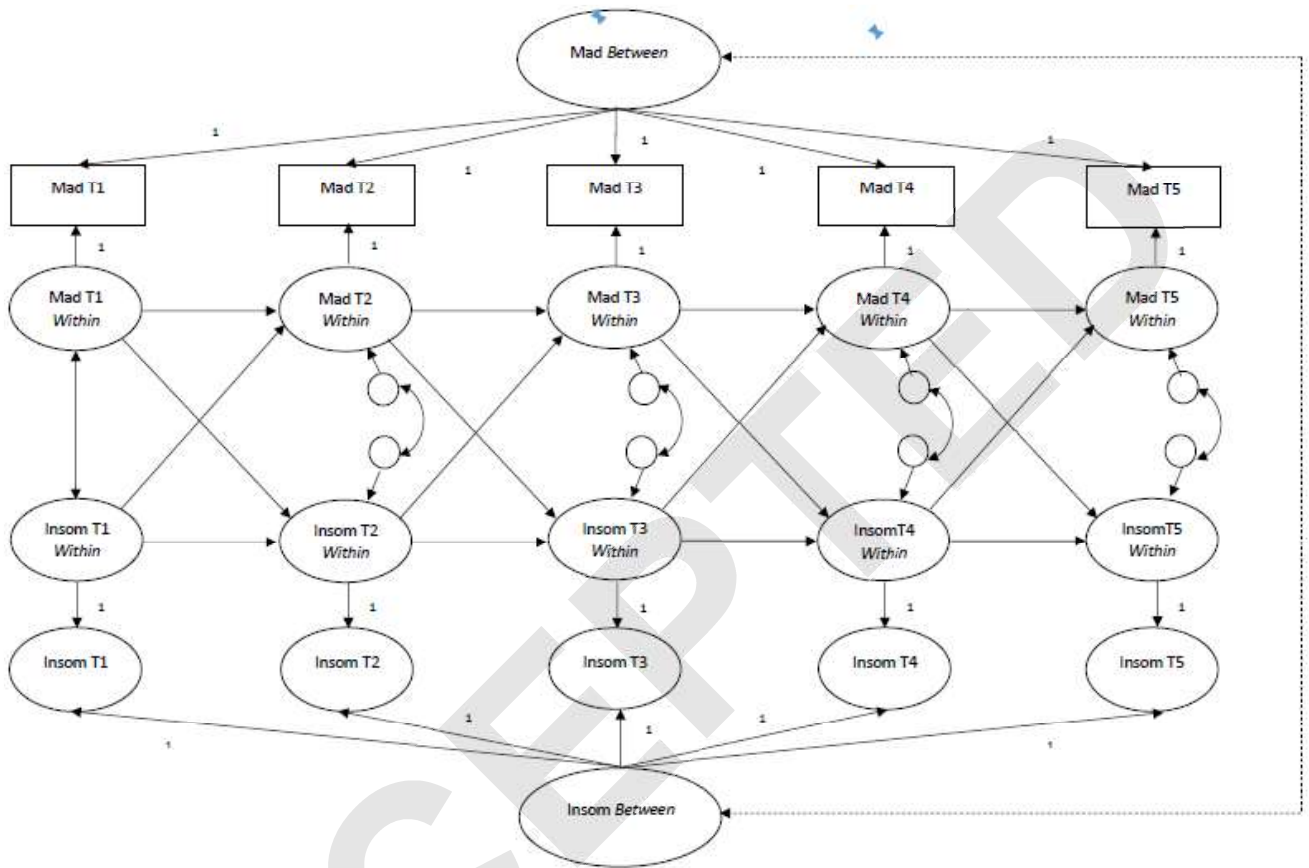 Mad Between
1
1
1
1
1
Mad T1
Mad T2
Mad T3
Mad T4
Mad T5
1
1
1
1
1
Mad T1
Within
Mad T2
Within
Mad T3
Within
Mad T4
Within
Mad T5
Within
Insom T1
Within
Insom T2
Within
Insom T3
Within
InsomT4
Within
InsomT5
Within
1
1
1
1
1
Insom T1
Insom T2
Insom T3
Insom T4
Insom T5
1
1
1
1
1
Insom Between
CEPTED